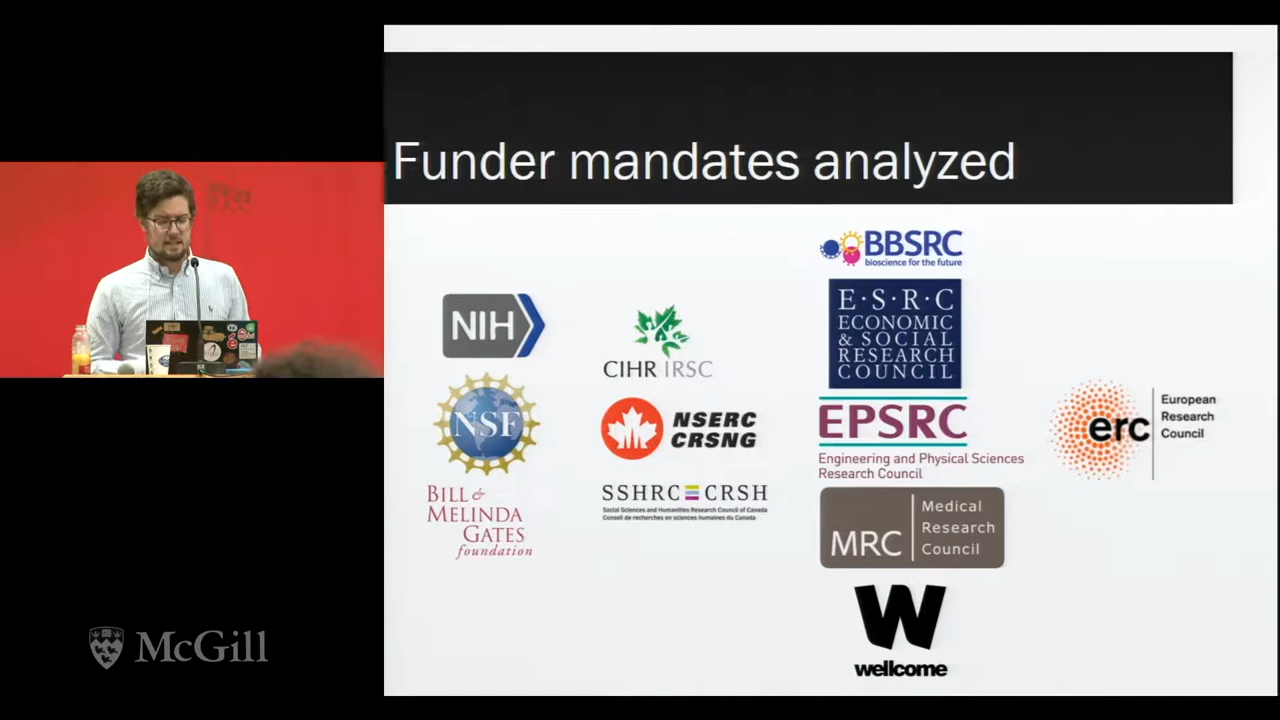 Funder mandates analyzed
BBSRC
bioscience for the future
NIH
CIHR IRSC
E·S·R·C
ECONOMIC
& SOCIAL
RESEARCH
COUNCIL
NSF
NSERC
CRSNG
EPSRC
Engineering and Physical Sciences
Research Council
erc
European
Research
Council
BILL &
MELINDA
GATES
foundation
SSHRC CRSH
Social Sciences and Humanities Research Council of Canada
Conseil de recherches en sciences humaines du Canada
MRC
Medical
Research
Council
W
wellcome
McGill